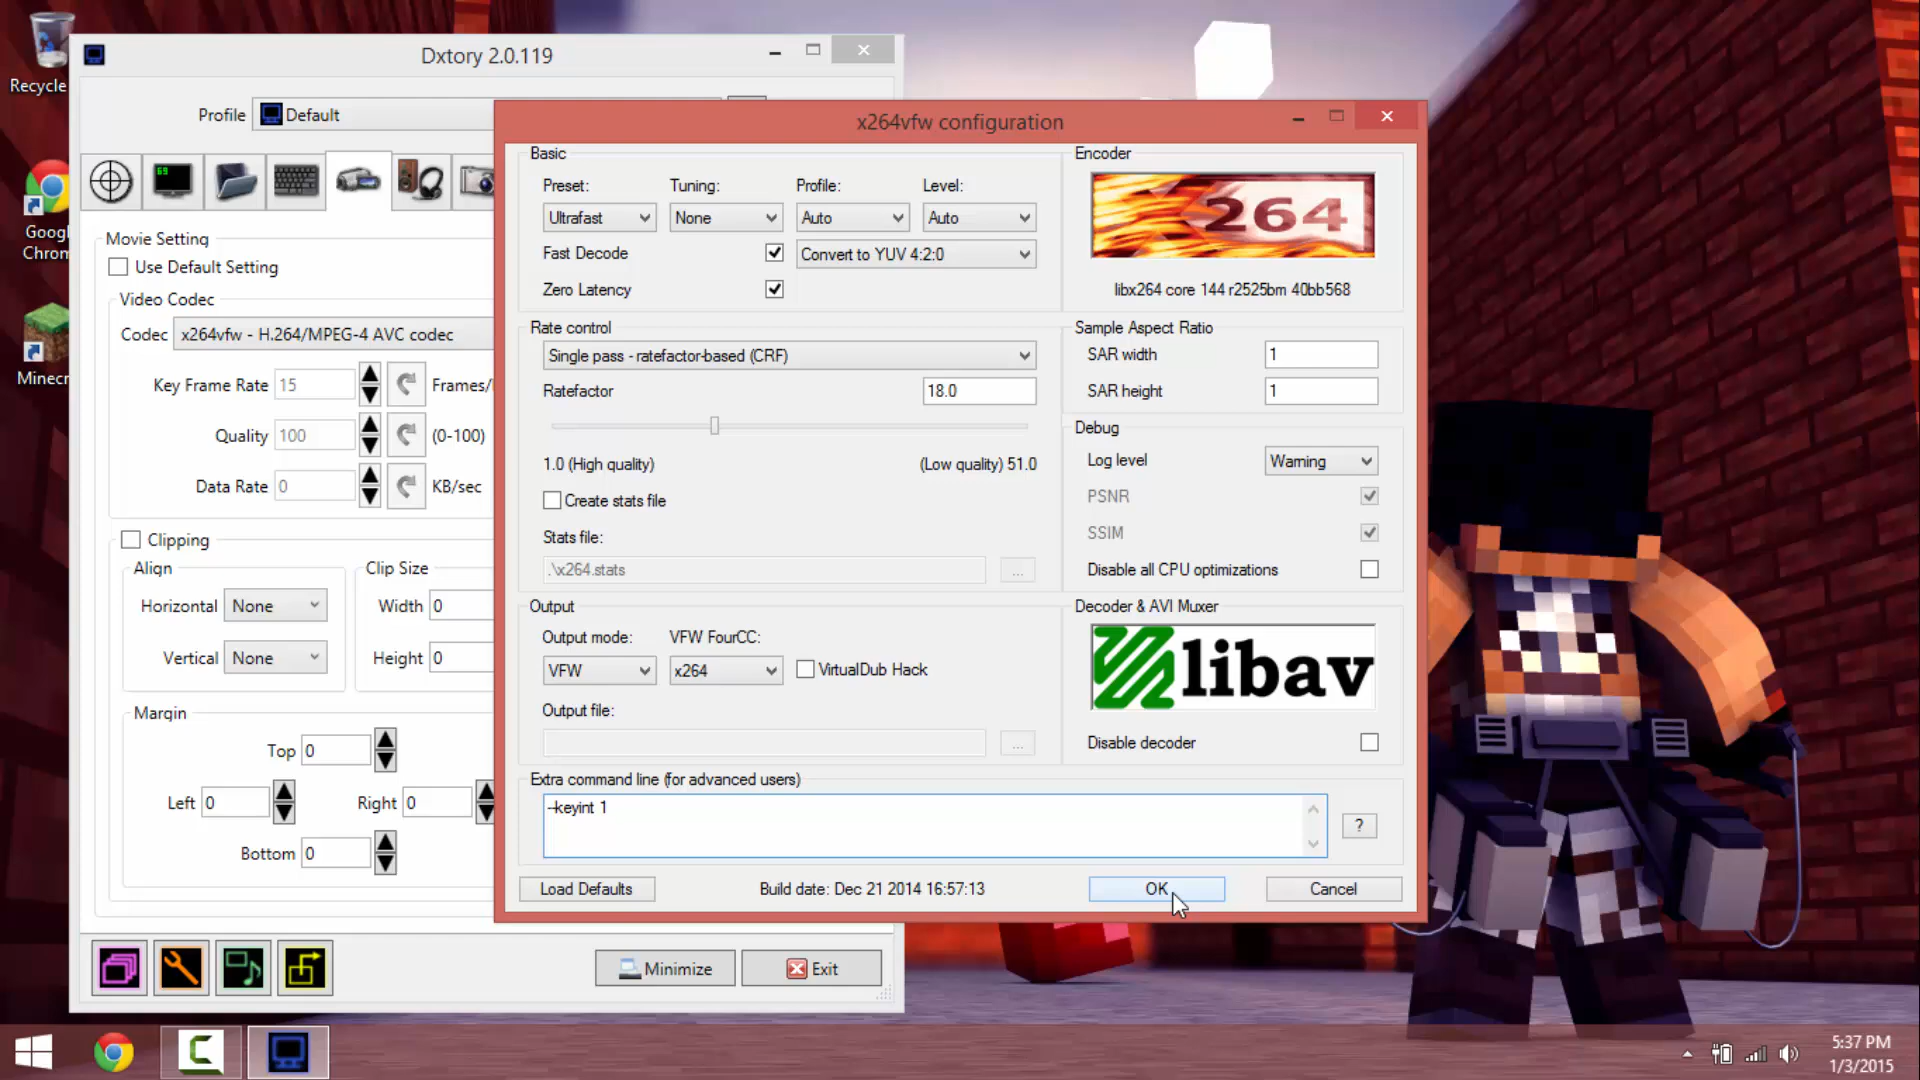 Recycle
Dxtory 2.0.119
Profile
Default
69
Googl
Chrom
Minecr
Movie Setting
Use Default Setting
Video Codec
Codec
x264vfw - H.264/MPEG-4 AVC codec
Key Frame Rate
15
Frames/
Quality
100
(0-100)
Data Rate
0
KB/sec
Clipping
Align
Horizontal
None
Vertical
None
Clip Size
Width
0
Height
0
Margin
Top
0
Left
0
Right
0
Bottom
0
Minimize
Exit
x264vfw configuration
Basic
Preset:
Tuning:
Profile:
Level:
Ultrafast
None
Auto
Auto
Fast Decode
Convert to YUV 4:2:0
Zero Latency
Rate control
Single pass - ratefactor-based (CRF)
Ratefactor
18.0
1.0 (High quality)
(Low quality) 51.0
Create stats file
Stats file:
.\x264.stats
...
Output
Output mode:
VFW FourCC:
VFW
x264
VirtualDub Hack
Output file:
...
Encoder
264
libx264 core 144 r2525bm 40bb568
Sample Aspect Ratio
SAR width
1
SAR height
1
Debug
Log level
Warning
PSNR
SSIM
Disable all CPU optimizations
Decoder & AVI Muxer
libav
Disable decoder
Extra command line (for advanced users)
--keyint 1
?
Load Defaults
Build date: Dec 21 2014 16:57:13
OK
Cancel
5:37 PM
1/3/2015